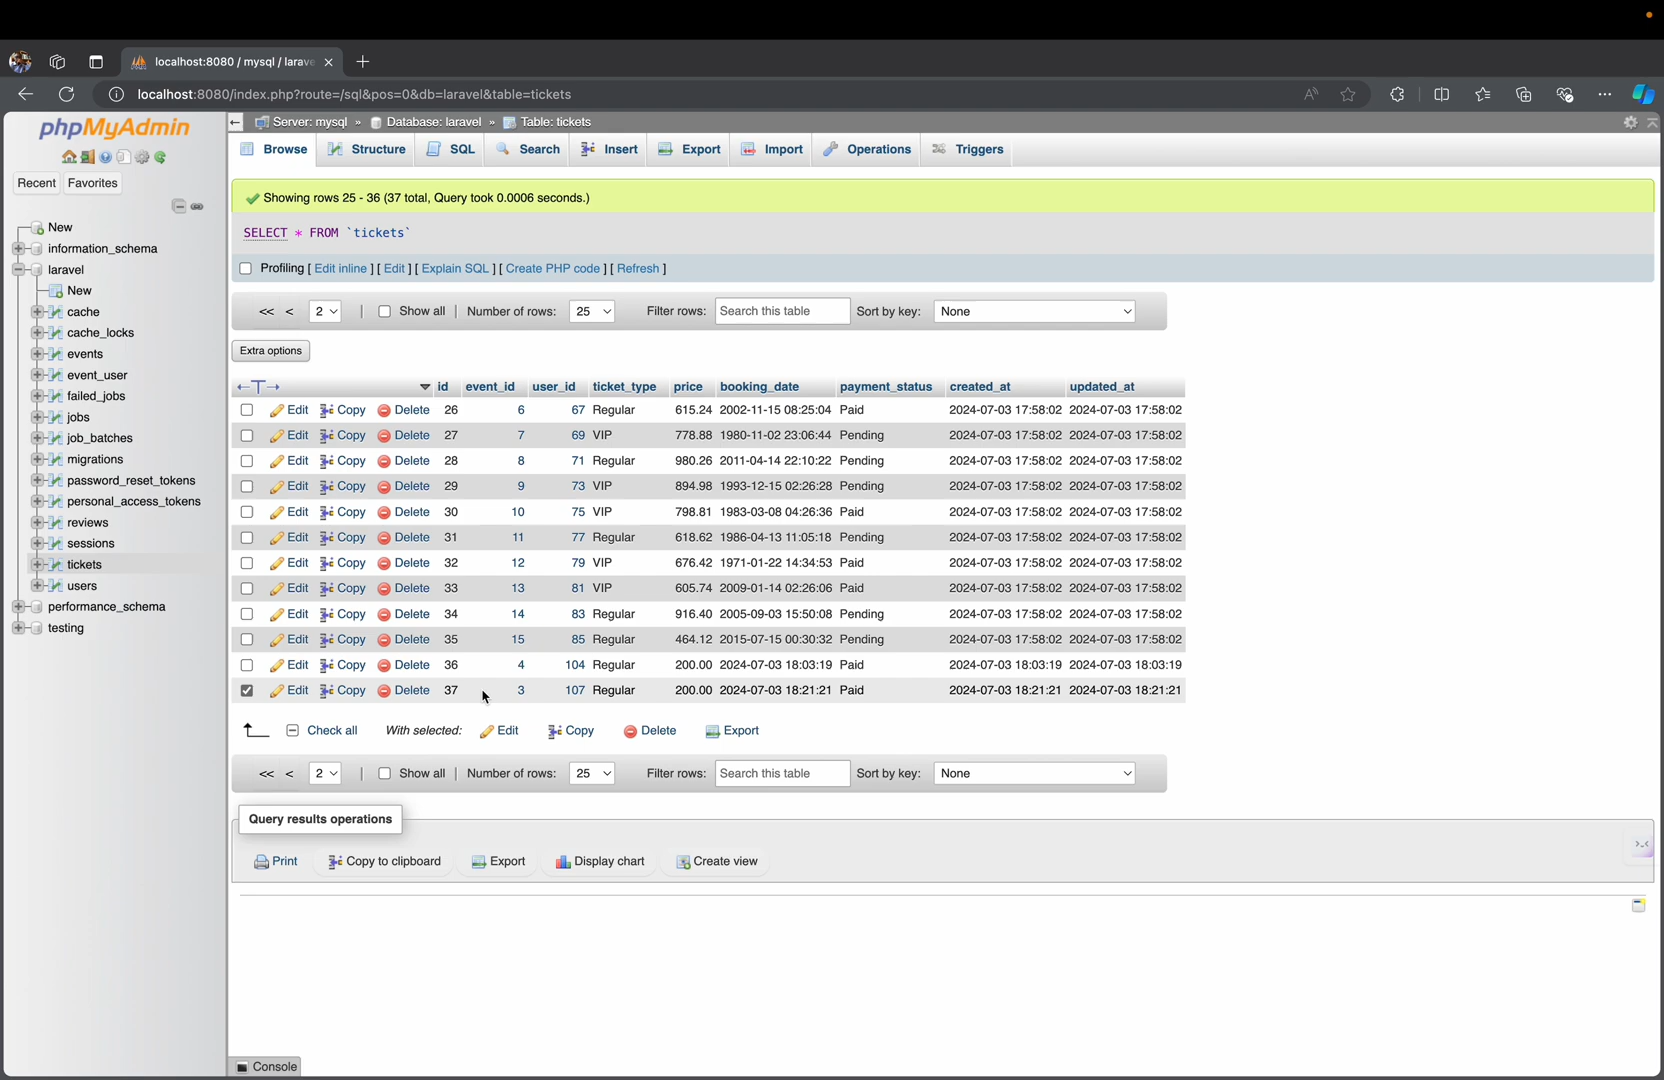 localhost:8080 / mysql / larave
localhost:8080/index.php?route=/sql&pos=0&db=laravel&table=tickets
phpMyAdmin
Recent Favorites
New
information_schema
laravel
New
cache
cache_locks
events
event_user
failed_jobs
jobs
job_batches
migrations
password_reset_tokens
personal_access_tokens
reviews
sessions
tickets
users
performance_schema
testing
Server: mysql » Database: laravel » Table: tickets
Browse Structure SQL Search Insert Export Import Operations Triggers
Showing rows 25 - 36 (37 total, Query took 0.0006 seconds.)
SELECT * FROM `tickets`
Profiling [ Edit inline ] [ Edit ] [ Explain SQL ] [ Create PHP code ] [ Refresh ]
<< < 2 | Show all | Number of rows: 25 Filter rows: Search this table Sort by key: None
Extra options
id event_id user_id ticket_type price booking_date payment_status created_at updated_at
Edit Copy Delete 26 6 67 Regular 615.24 2002-11-15 08:25:04 Paid 2024-07-03 17:58:02 2024-07-03 17:58:02
Edit Copy Delete 27 7 69 VIP 778.88 1980-11-02 23:06:44 Pending 2024-07-03 17:58:02 2024-07-03 17:58:02
Edit Copy Delete 28 8 71 Regular 980.26 2011-04-14 22:10:22 Pending 2024-07-03 17:58:02 2024-07-03 17:58:02
Edit Copy Delete 29 9 73 VIP 894.98 1993-12-15 02:26:28 Pending 2024-07-03 17:58:02 2024-07-03 17:58:02
Edit Copy Delete 30 10 75 VIP 798.81 1983-03-08 04:26:36 Paid 2024-07-03 17:58:02 2024-07-03 17:58:02
Edit Copy Delete 31 11 77 Regular 618.62 1986-04-13 11:05:18 Pending 2024-07-03 17:58:02 2024-07-03 17:58:02
Edit Copy Delete 32 12 79 VIP 676.42 1971-01-22 14:34:53 Paid 2024-07-03 17:58:02 2024-07-03 17:58:02
Edit Copy Delete 33 13 81 VIP 605.74 2009-01-14 02:26:06 Paid 2024-07-03 17:58:02 2024-07-03 17:58:02
Edit Copy Delete 34 14 83 Regular 916.40 2005-09-03 15:50:08 Pending 2024-07-03 17:58:02 2024-07-03 17:58:02
Edit Copy Delete 35 15 85 Regular 464.12 2015-07-15 00:30:32 Pending 2024-07-03 17:58:02 2024-07-03 17:58:02
Edit Copy Delete 36 4 104 Regular 200.00 2024-07-03 18:03:19 Paid 2024-07-03 18:03:19 2024-07-03 18:03:19
Edit Copy Delete 37 3 107 Regular 200.00 2024-07-03 18:21:21 Paid 2024-07-03 18:21:21 2024-07-03 18:21:21
Check all With selected: Edit Copy Delete Export
<< < 2 | Show all | Number of rows: 25 Filter rows: Search this table Sort by key: None
Query results operations
Print Copy to clipboard Export Display chart Create view
Console